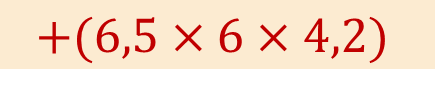 +(6,5 × 6 × 4,2)